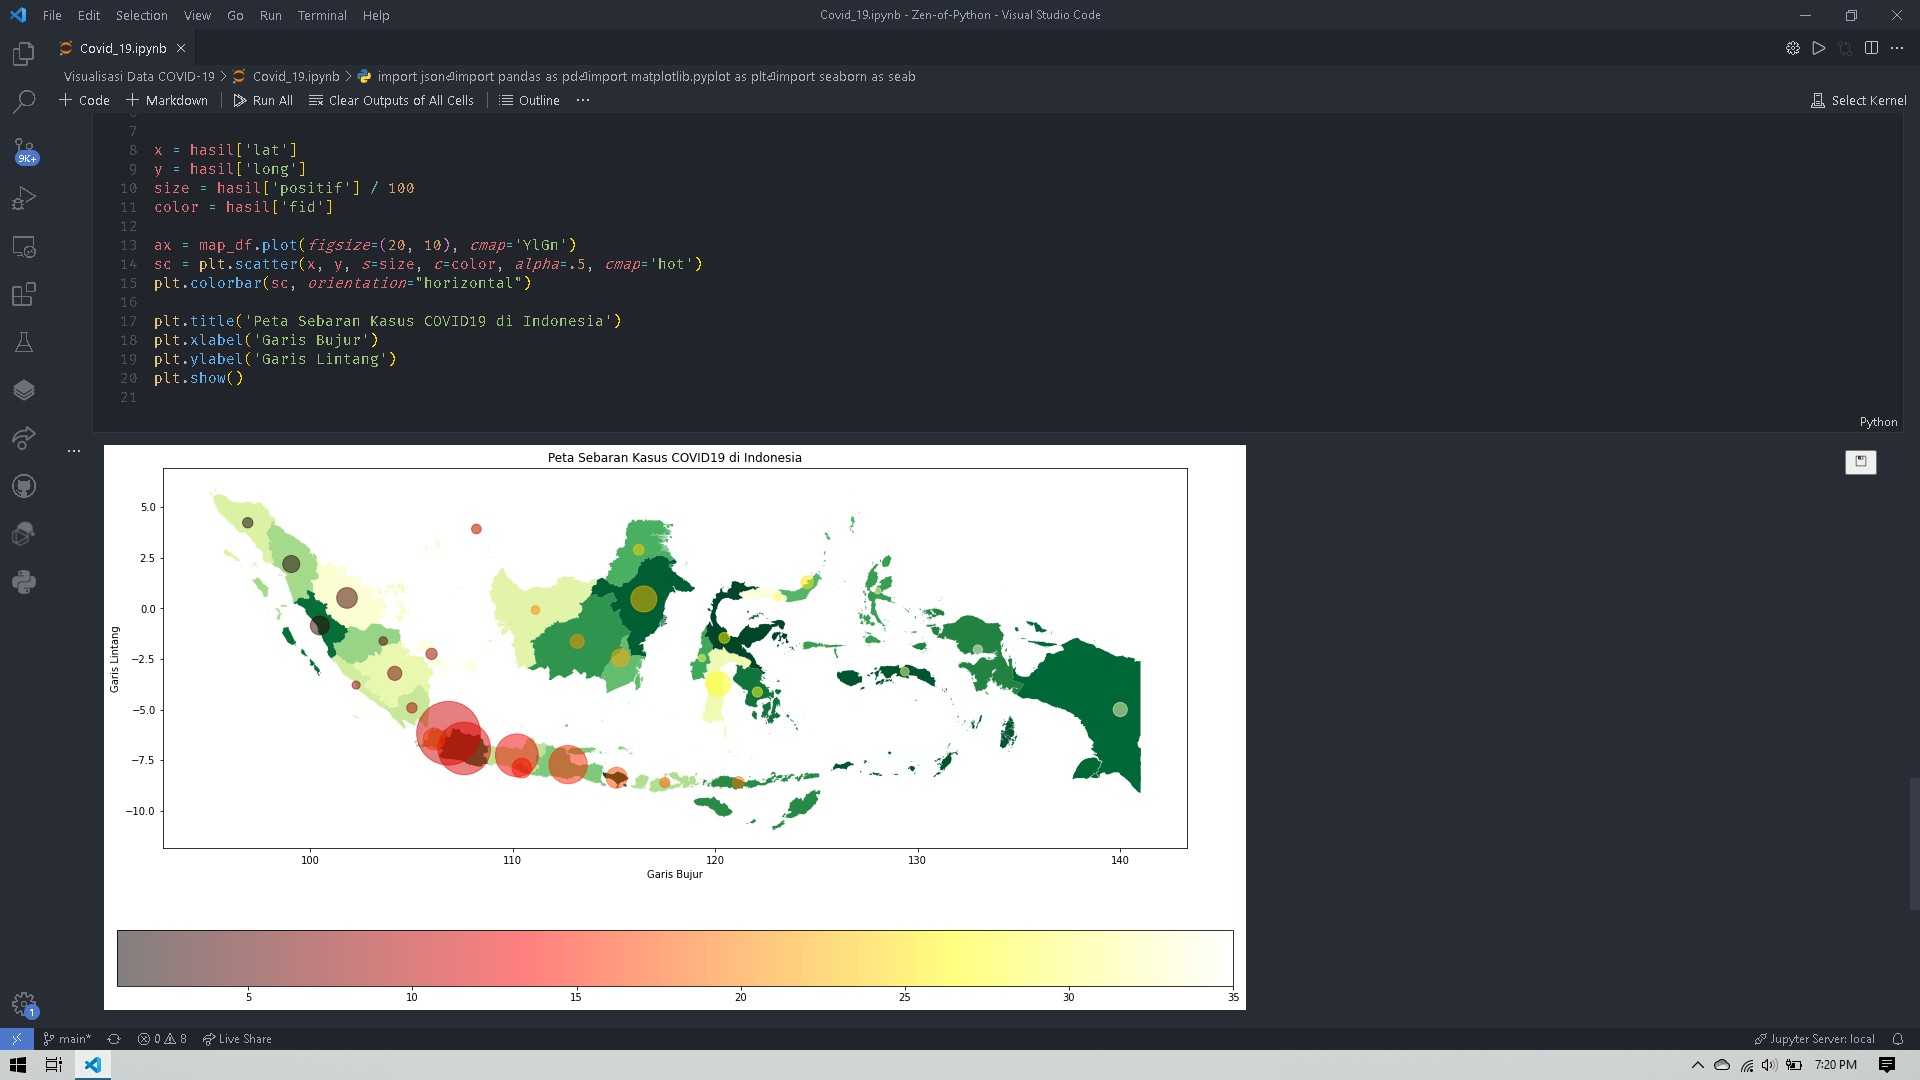 File Edit Selection View Go Run Terminal Help
Covid_19.ipynb - Zen-of-Python - Visual Studio Code
Covid_19.ipynb
Visualisasi Data COVID-19 > Covid_19.ipynb > import json⏎import pandas as pd⏎import matplotlib.pyplot as plt⏎import seaborn as seab
+ Code + Markdown Run All Clear Outputs of All Cells Outline ...
Select Kernel
9K+
7
8 x = hasil['lat']
9 y = hasil['long']
10 size = hasil['positif'] / 100
11 color = hasil['fid']
12
13 ax = map_df.plot(figsize=(20, 10), cmap='YlGn')
14 sc = plt.scatter(x, y, s=size, c=color, alpha=.5, cmap='hot')
15 plt.colorbar(sc, orientation="horizontal")
16
17 plt.title('Peta Sebaran Kasus COVID19 di Indonesia')
18 plt.xlabel('Garis Bujur')
19 plt.ylabel('Garis Lintang')
20 plt.show()
21
Python
Peta Sebaran Kasus COVID19 di Indonesia
5.0
2.5
0.0
−2.5
−5.0
−7.5
−10.0
Garis Lintang
100 110 120 130 140
Garis Bujur
5 10 15 20 25 30 35
1
main* 0 8 Live Share
Jupyter Server: local
7:20 PM